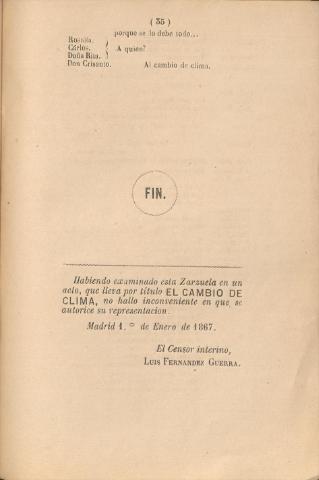 ( 35 )
porque se lo debe todo...
Rosalía.
Cárlos. A quien?
Doña Rita.
Don Crisanto. Al cambio de clima.
FIN.
Habiendo examinado esta Zarzuela en un
acto, que lleva por título EL CAMBIO DE
CLIMA, no hallo inconveniente en que se
autorice su representacion.
Madrid 1.º de Enero de 1867.
El Censor interino,
LUIS FERNANDEZ GUERRA.